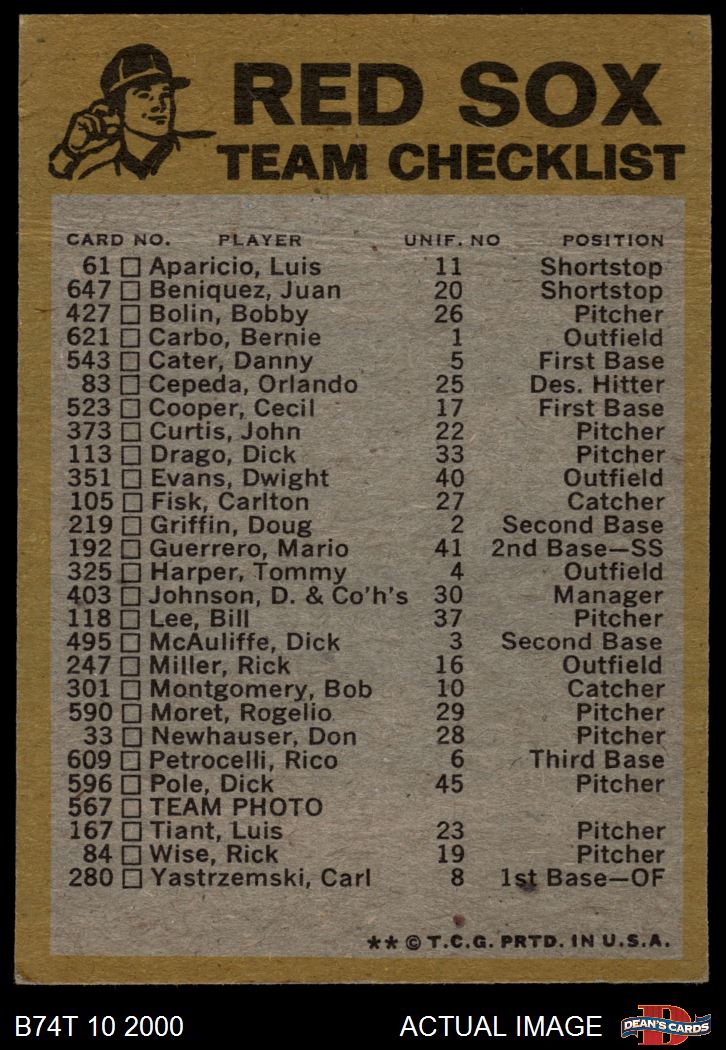 RED SOX
TEAM CHECKLIST
CARD NO. PLAYER UNIF. NO POSITION
61 □ Aparicio, Luis 11 Shortstop
647 □ Beniquez, Juan 20 Shortstop
427 □ Bolin, Bobby 26 Pitcher
621 □ Carbo, Bernie 1 Outfield
543 □ Cater, Danny 5 First Base
83 □ Cepeda, Orlando 25 Des. Hitter
523 □ Cooper, Cecil 17 First Base
373 □ Curtis, John 22 Pitcher
113 □ Drago, Dick 33 Pitcher
351 □ Evans, Dwight 40 Outfield
105 □ Fisk, Carlton 27 Catcher
219 □ Griffin, Doug 2 Second Base
192 □ Guerrero, Mario 41 2nd Base—SS
325 □ Harper, Tommy 4 Outfield
403 □ Johnson, D. & Co'h's 30 Manager
118 □ Lee, Bill 37 Pitcher
495 □ McAuliffe, Dick 3 Second Base
247 □ Miller, Rick 16 Outfield
301 □ Montgomery, Bob 10 Catcher
590 □ Moret, Rogelio 29 Pitcher
33 □ Newhauser, Don 28 Pitcher
609 □ Petrocelli, Rico 6 Third Base
596 □ Pole, Dick 45 Pitcher
567 □ TEAM PHOTO
167 □ Tiant, Luis 23 Pitcher
84 □ Wise, Rick 19 Pitcher
280 □ Yastrzemski, Carl 8 1st Base—OF
** © T.C.G. PRTD. IN U.S.A.
B74T 10 2000 ACTUAL IMAGE
D
DEAN'S CARDS